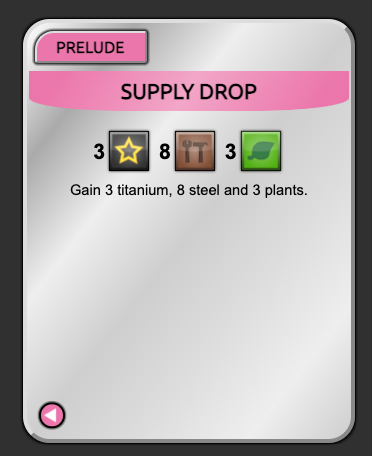 PRELUDE
SUPPLY DROP
3 8 3
Gain 3 titanium, 8 steel and 3 plants.